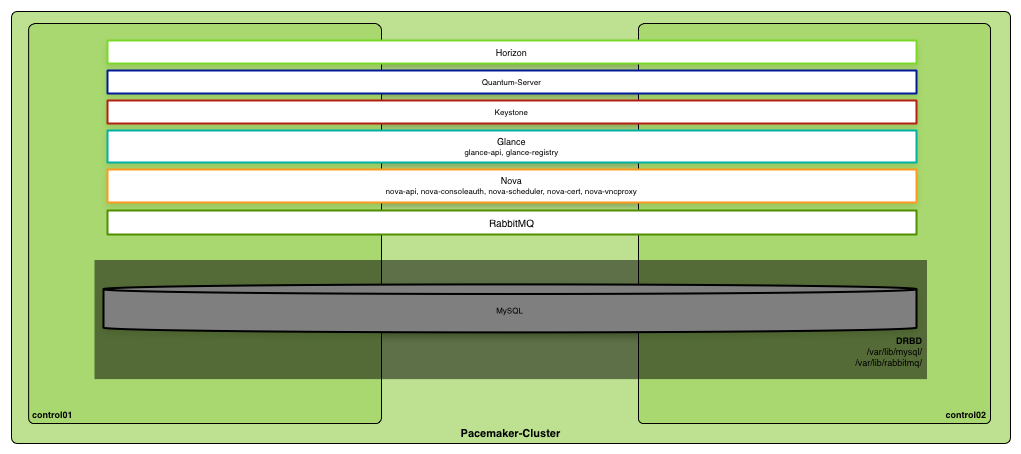 Horizon
Quantum-Server
Keystone
Glance
glance-api, glance-registry
Nova
nova-api, nova-consoleauth, nova-scheduler, nova-cert, nova-vncproxy
RabbitMQ
MySQL
DRBD
/var/lib/mysql/
/var/lib/rabbitmq/
control01
control02
Pacemaker-Cluster